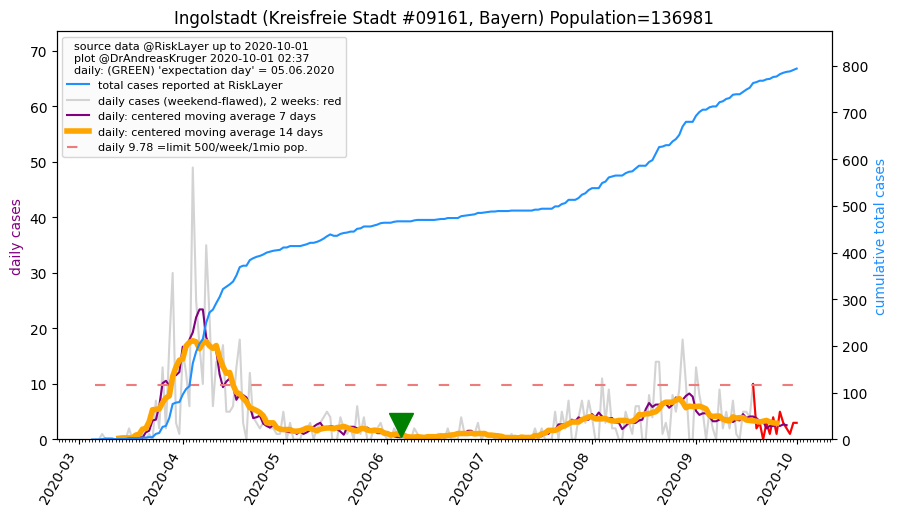 Ingolstadt (Kreisfreie Stadt #09161, Bayern) Population=136981
source data @RiskLayer up to 2020-10-01
plot @DrAndreasKruger 2020-10-01 02:37
daily: (GREEN) 'expectation day' = 05.06.2020
total cases reported at RiskLayer
daily cases (weekend-flawed), 2 weeks: red
daily: centered moving average 7 days
daily: centered moving average 14 days
daily 9.78 =limit 500/week/1mio pop.
daily cases
70
60
50
40
30
20
10
0
cumulative total cases
800
700
600
500
400
300
200
100
0
2020-03
2020-04
2020-05
2020-06
2020-07
2020-08
2020-09
2020-10